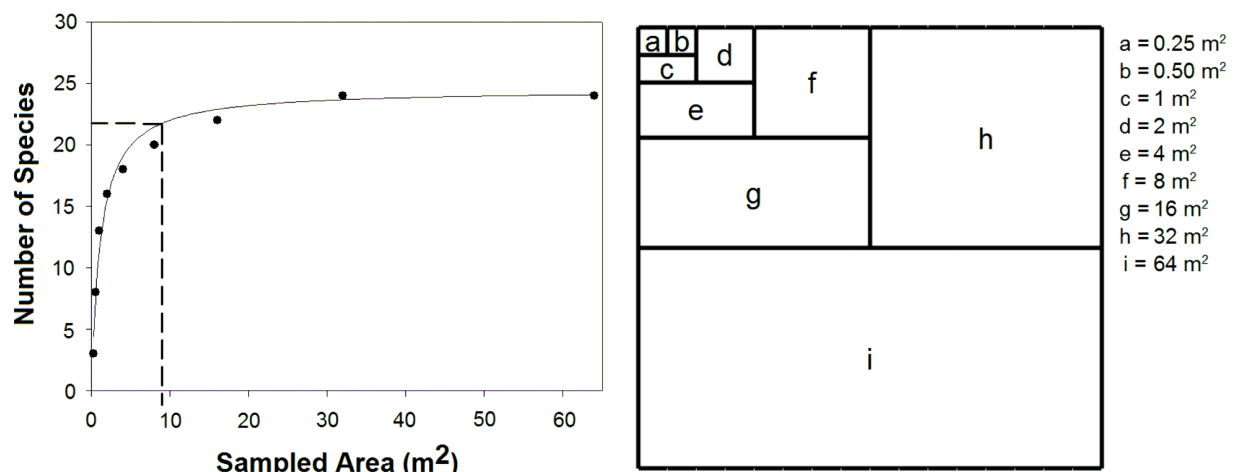 30
25
20
15
10
5
0
Number of Species
0 10 20 30 40 50 60
Sampled Area (m²)
a b
c
d
e
f
g
h
i
a = 0.25 m²
b = 0.50 m²
c = 1 m²
d = 2 m²
e = 4 m²
f = 8 m²
g = 16 m²
h = 32 m²
i = 64 m²